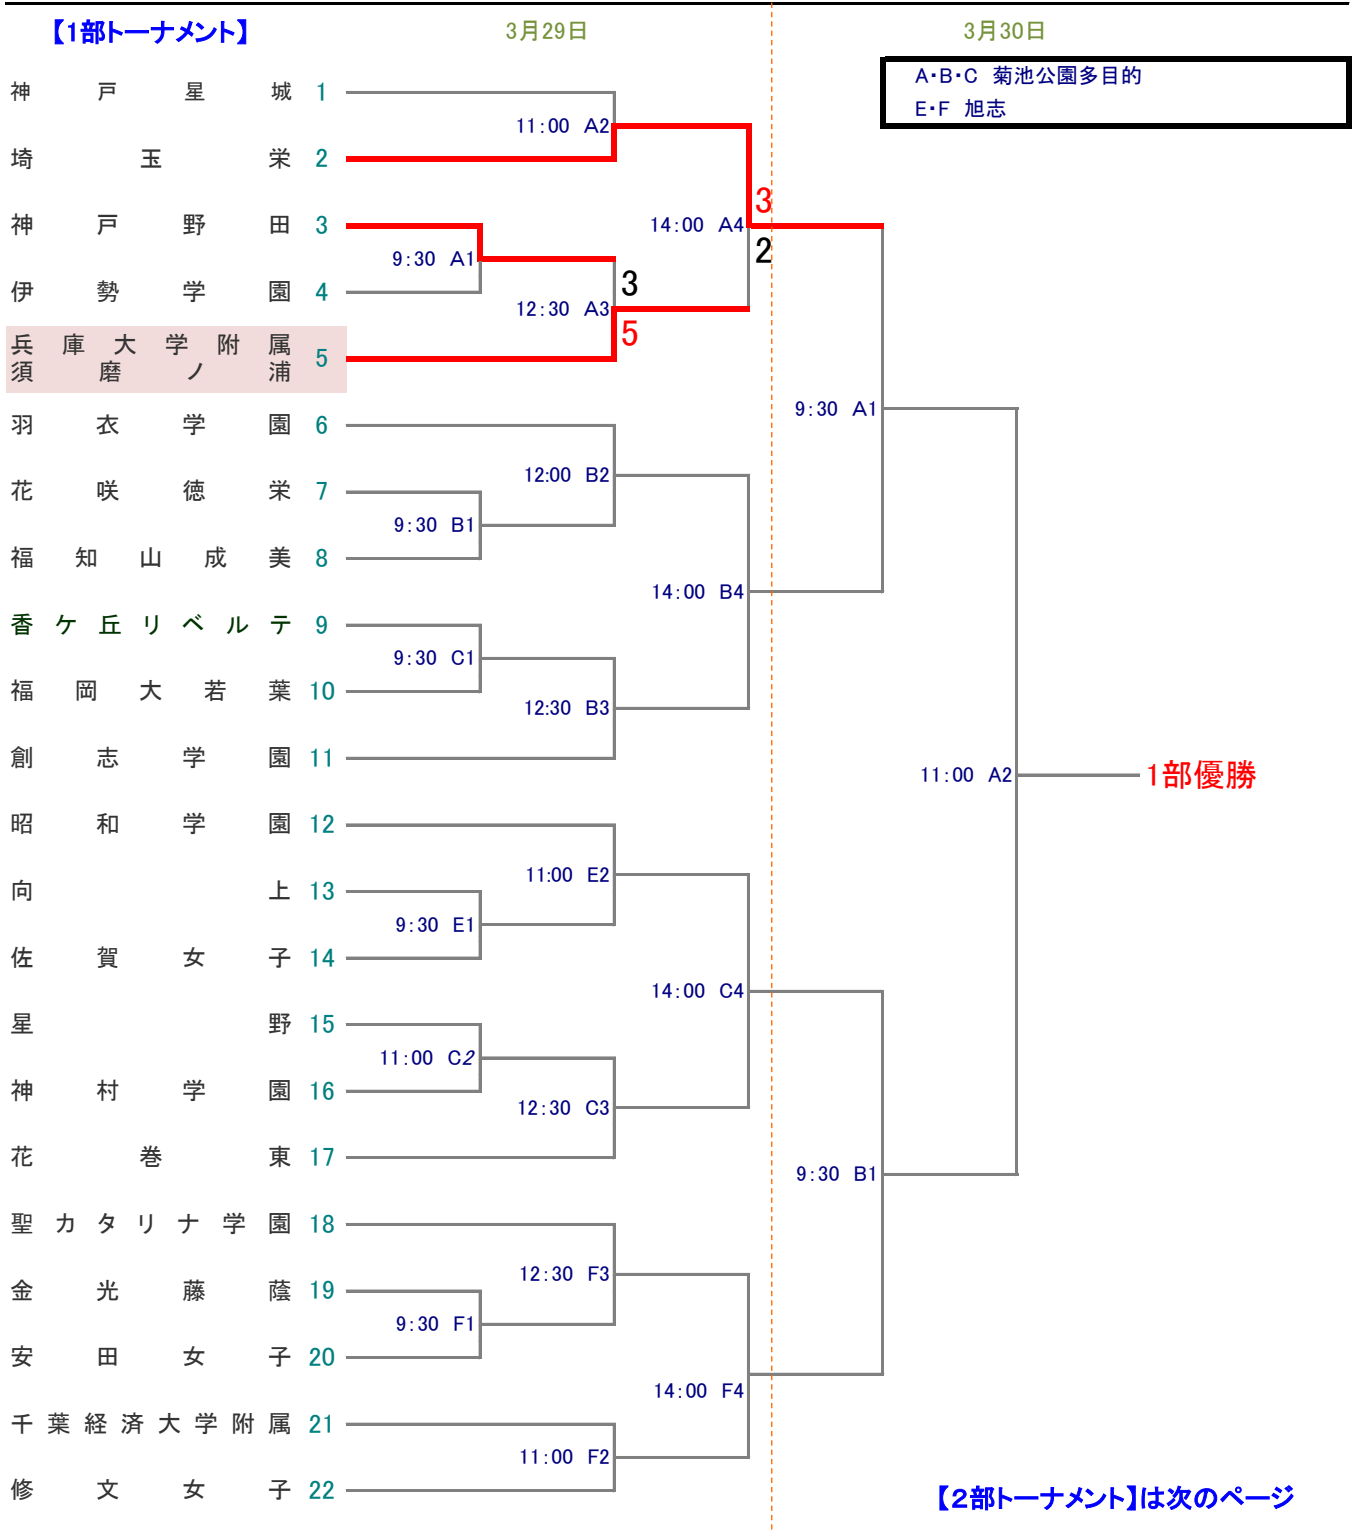 【1部トーナメント】
3月29日
3月30日
A・B・C 菊池公園多目的
E・F 旭志
神戸星城 1
11:00 A2
埼玉栄 2
3
神戸野田 3
14:00 A4
2
9:30 A1
伊勢学園 4
3
12:30 A3
5
兵庫大学附属
須磨ノ浦 5
9:30 A1
羽衣学園 6
12:00 B2
花咲徳栄 7
9:30 B1
福知山成美 8
14:00 B4
香ケ丘リベルテ 9
9:30 C1
福岡大若葉 10
12:30 B3
創志学園 11
11:00 A2
1部優勝
昭和学園 12
11:00 E2
向上 13
9:30 E1
佐賀女子 14
14:00 C4
星野 15
11:00 C2
神村学園 16
12:30 C3
花巻東 17
9:30 B1
聖カタリナ学園 18
12:30 F3
金光藤蔭 19
9:30 F1
安田女子 20
14:00 F4
千葉経済大学附属 21
11:00 F2
修文女子 22
【2部トーナメント】は次のページ